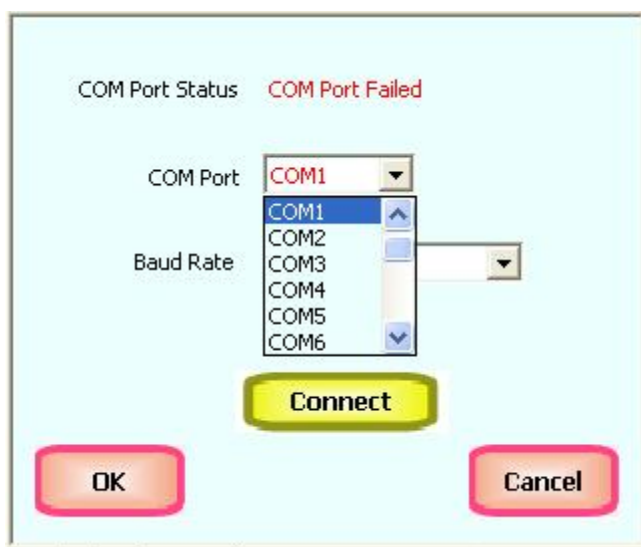 COM Port Status COM Port Failed
COM Port COM1
COM1
COM2
Baud Rate COM3
COM4
COM5
COM6
Connect
OK Cancel